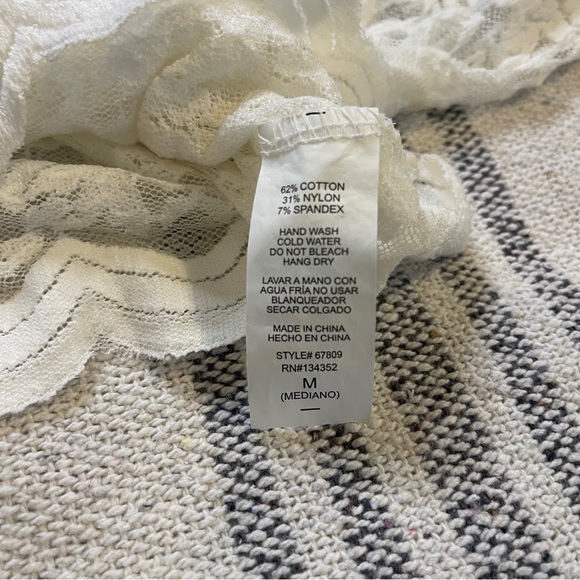 62% COTTON
31% NYLON
7% SPANDEX
HAND WASH
COLD WATER
DO NOT BLEACH
HANG DRY
LAVAR A MANO CON
AGUA FRÍA NO USAR
BLANQUEADOR
SECAR COLGADO
MADE IN CHINA
HECHO EN CHINA
STYLE# 67809
RN#134352
M
(MEDIANO)